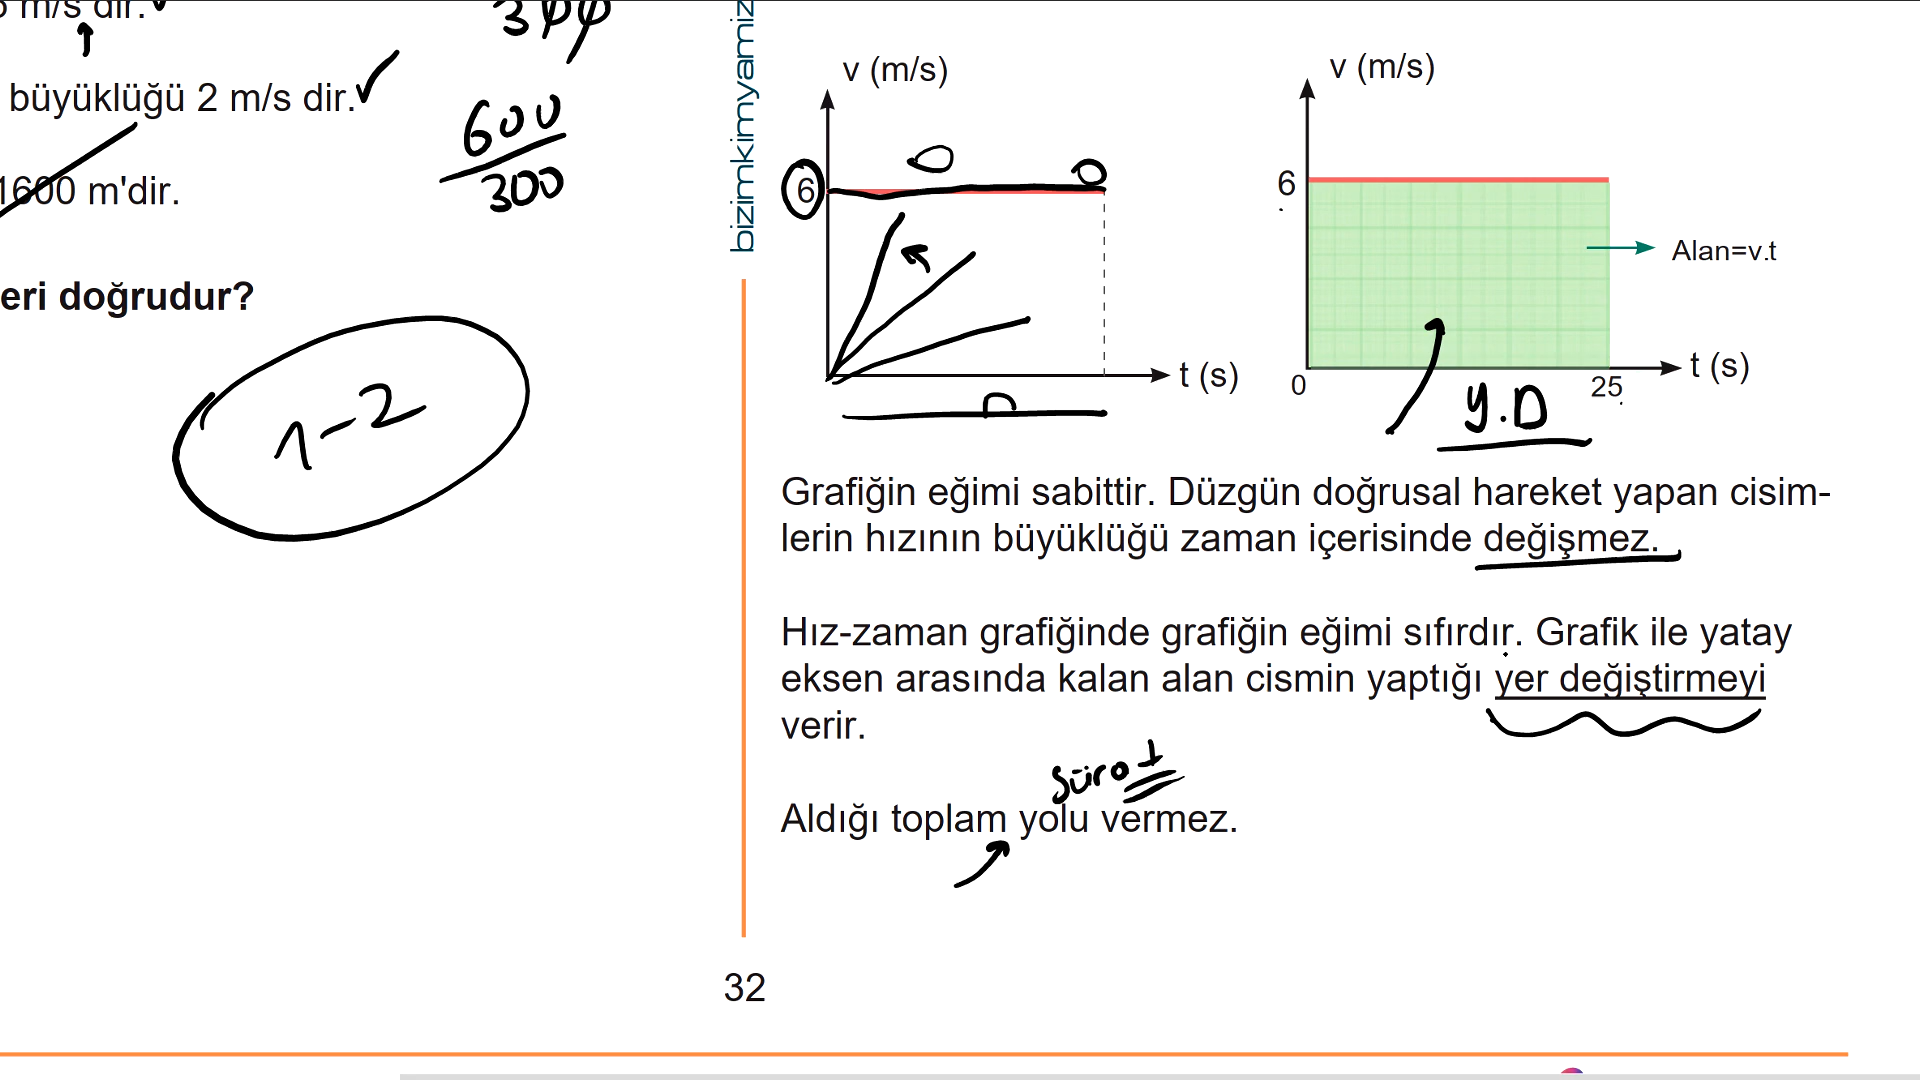 m/s dir.
büyüklüğü 2 m/s dir.
1600 m'dir.
600
300
eri doğrudur?
1-2
bizimkimyamiz
v (m/s)
6
t (s)
v (m/s)
6
Alan=v.t
0
25
t (s)
y.D
Grafiğin eğimi sabittir. Düzgün doğrusal hareket yapan cisim-
lerin hızının büyüklüğü zaman içerisinde değişmez.
Hız-zaman grafiğinde grafiğin eğimi sıfırdır. Grafik ile yatay
eksen arasında kalan alan cismin yaptığı yer değiştirmeyi
verir.
sürat
Aldığı toplam yolu vermez.
32